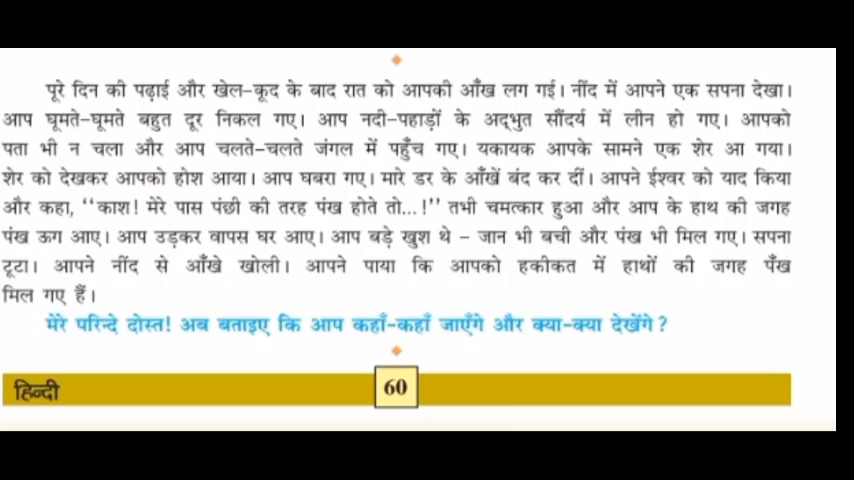 पूरे दिन की पढ़ाई और खेल-कूद के बाद रात को आपकी आँख लग गई। नींद में आपने एक सपना देखा।
आप घूमते-घूमते बहुत दूर निकल गए। आप नदी-पहाड़ों के अद्‌भुत सौंदर्य में लीन हो गए। आपको
पता भी न चला और आप चलते-चलते जंगल में पहुँच गए। यकायक आपके सामने एक शेर आ गया।
शेर को देखकर आपको होश आया। आप घबरा गए। मारे डर के आँखें बंद कर दीं। आपने ईश्वर को याद किया
और कहा, ‘‘काश! मेरे पास पंछी की तरह पंख होते तो...!’’ तभी चमत्कार हुआ और आप के हाथ की जगह
पंख ऊग आए। आप उड़कर वापस घर आए। आप बड़े खुश थे – जान भी बची और पंख भी मिल गए। सपना
टूटा। आपने नींद से आँखे खोली। आपने पाया कि आपको हकीकत में हाथों की जगह पँख
मिल गए हैं।
मेरे परिन्दे दोस्त! अब बताइए कि आप कहाँ-कहाँ जाएँगे और क्या-क्या देखेंगे?
हिन्दी
60